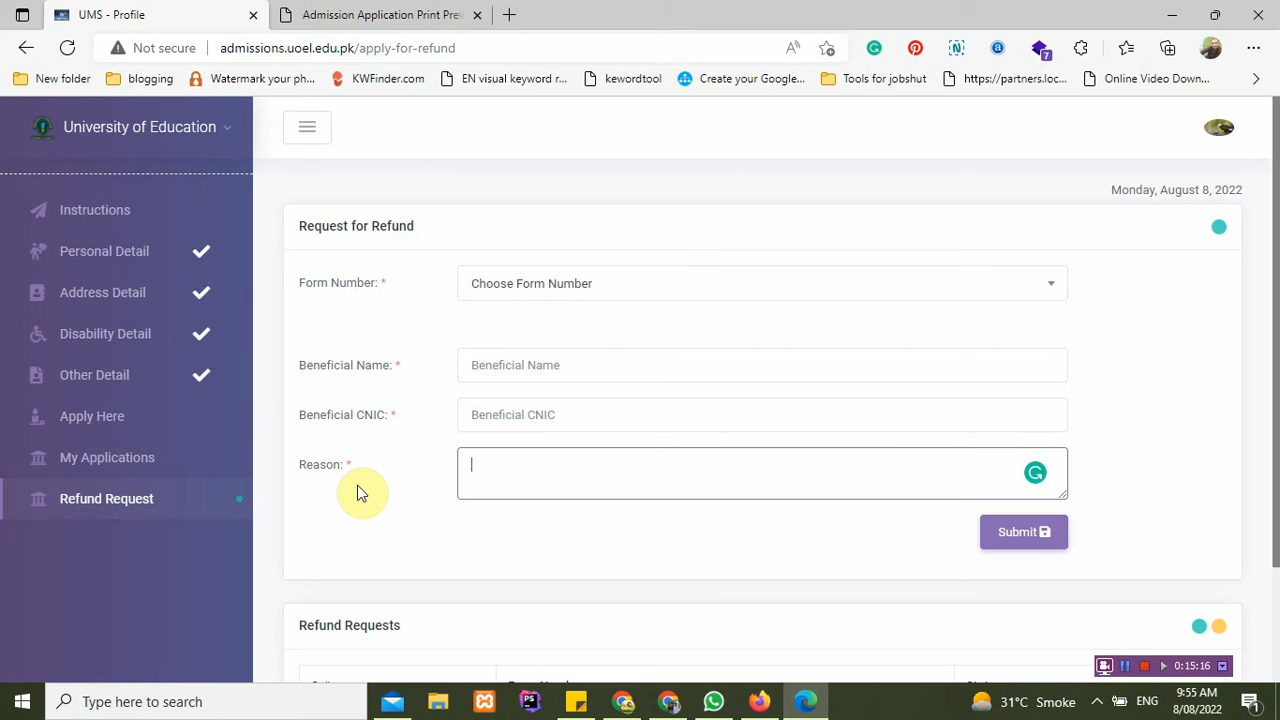 UMS - Profile
Admission Application Print Prev
Not secure
admissions.uoel.edu.pk/apply-for-refund
7
New folder
blogging
Watermark your ph...
KWFinder.com
EN visual keyword r...
kewordtool
Create your Google...
Tools for jobshut
https://partners.loc...
Online Video Down...
University of Education
Monday, August 8, 2022
Instructions
Personal Detail
Address Detail
Disability Detail
Other Detail
Apply Here
My Applications
Refund Request
Request for Refund
Form Number: *
Choose Form Number
Beneficial Name: *
Beneficial Name
Beneficial CNIC: *
Beneficial CNIC
Reason: *
Submit
Refund Requests
0:15:16
Type here to search
31°C Smoke
ENG
9:55 AM
8/08/2022
1